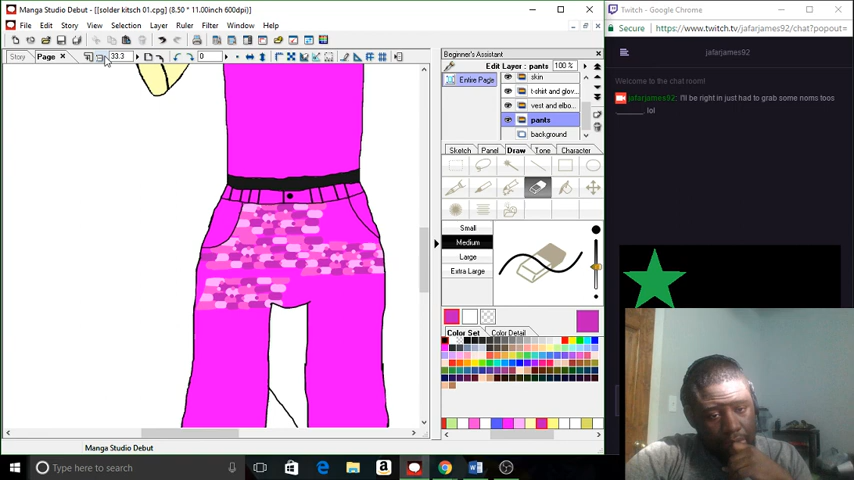 Manga Studio Debut - [[solder kitsch 01.cpg] (8.50 * 11.00inch 600dpi)]
File Edit Story View Selection Layer Ruler Filter Window Help
Story Page 33.3 0
Beginner's Assistant
Edit Layer : pants 100 %
Entire Page
skin
t-shirt and glov...
vest and elbo...
pants
background
Sketch Panel Draw Tone Character
Small
Medium
Large
Extra Large
Color Set Color Detail
Manga Studio Debut
Type here to search
Twitch - Google Chrome
Secure https://www.twitch.tv/jafarjames92/chat?popout=
jafarjames92
Welcome to the chat room!
jafarjames92: I'll be right in just had to grab some noms toos
_______. lol